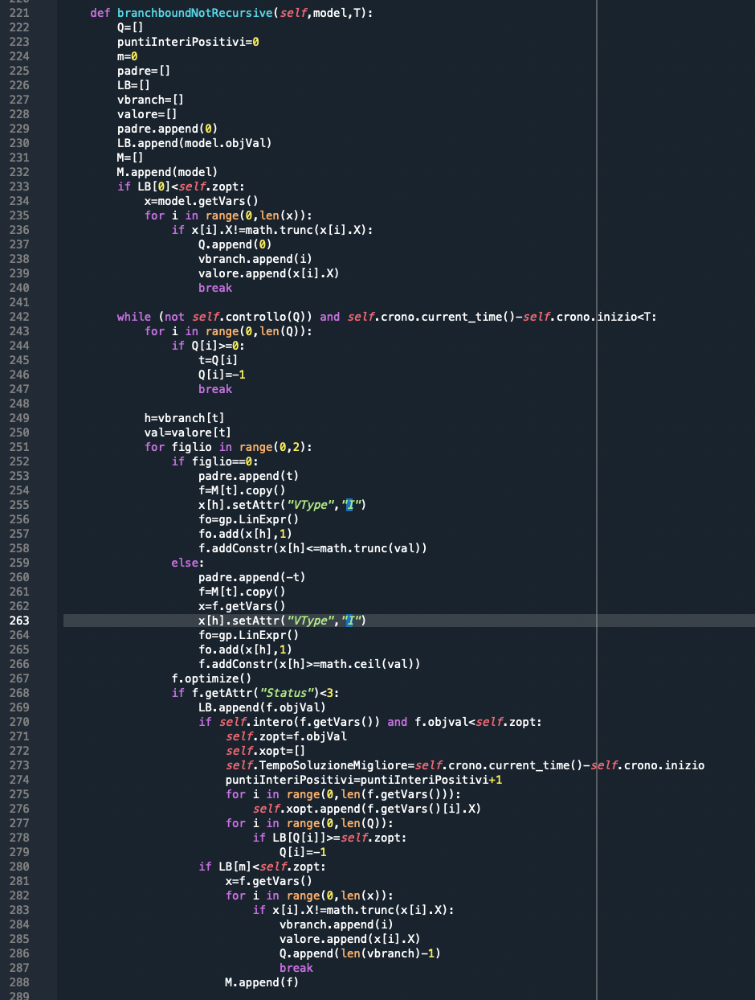 220
221 def branchboundNotRecursive(self,model,T):
222 Q=[]
223 puntiInteriPositivi=0
224 m=0
225 padre=[]
226 LB=[]
227 vbranch=[]
228 valore=[]
229 padre.append(0)
230 LB.append(model.objVal)
231 M=[]
232 M.append(model)
233 if LB[0]<self.zopt:
234 x=model.getVars()
235 for i in range(0,len(x)):
236 if x[i].X!=math.trunc(x[i].X):
237 Q.append(0)
238 vbranch.append(i)
239 valore.append(x[i].X)
240 break
241
242 while (not self.controllo(Q)) and self.crono.current_time()-self.crono.inizio<T:
243 for i in range(0,len(Q)):
244 if Q[i]>=0:
245 t=Q[i]
246 Q[i]=-1
247 break
248
249 h=vbranch[t]
250 val=valore[t]
251 for figlio in range(0,2):
252 if figlio==0:
253 padre.append(t)
254 f=M[t].copy()
255 x[h].setAttr("VType","I")
256 fo=gp.LinExpr()
257 fo.add(x[h],1)
258 f.addConstr(x[h]<=math.trunc(val))
259 else:
260 padre.append(-t)
261 f=M[t].copy()
262 x=f.getVars()
263 x[h].setAttr("VType","I")
264 fo=gp.LinExpr()
265 fo.add(x[h],1)
266 f.addConstr(x[h]>=math.ceil(val))
267 f.optimize()
268 if f.getAttr("Status")<3:
269 LB.append(f.objVal)
270 if self.intero(f.getVars()) and f.objval<self.zopt:
271 self.zopt=f.objVal
272 self.xopt=[]
273 self.TempoSoluzioneMigliore=self.crono.current_time()-self.crono.inizio
274 puntiInteriPositivi=puntiInteriPositivi+1
275 for i in range(0,len(f.getVars())):
276 self.xopt.append(f.getVars()[i].X)
277 for i in range(0,len(Q)):
278 if LB[Q[i]]>=self.zopt:
279 Q[i]=-1
280 if LB[m]<self.zopt:
281 x=f.getVars()
282 for i in range(0,len(x)):
283 if x[i].X!=math.trunc(x[i].X):
284 vbranch.append(i)
285 valore.append(x[i].X)
286 Q.append(len(vbranch)-1)
287 break
288 M.append(f)
289